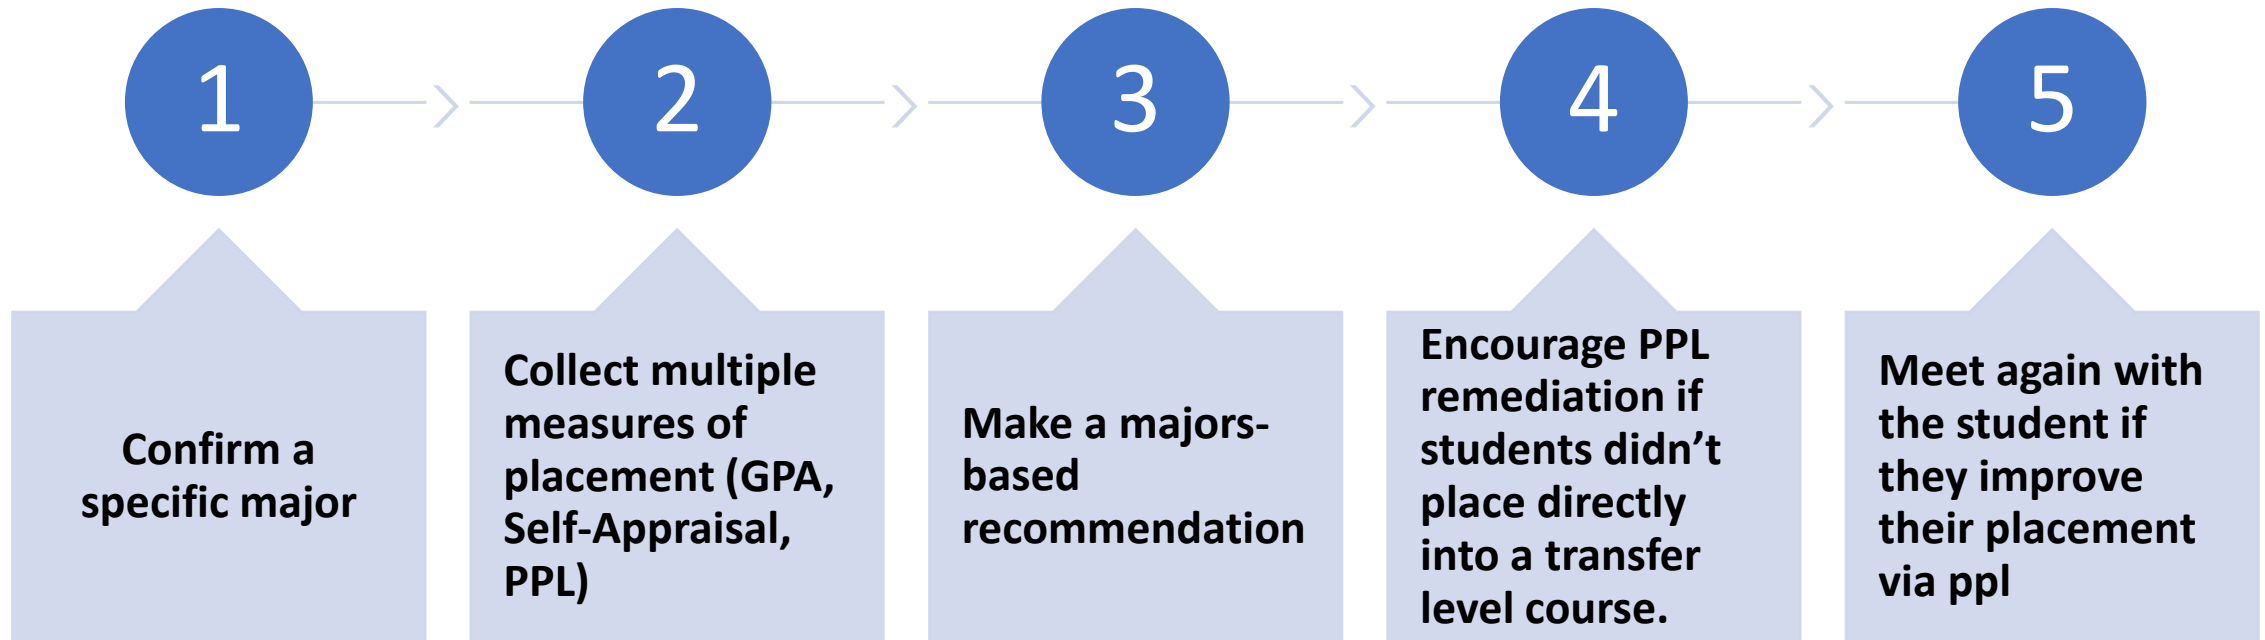 1
2
3
4
5
Confirm a
specific major
Collect multiple
measures of
placement (GPA,
Self-Appraisal,
PPL)
Make a majors-
based
recommendation
Encourage PPL
remediation if
students didn’t
place directly
into a transfer
level course.
Meet again with
the student if
they improve
their placement
via ppl